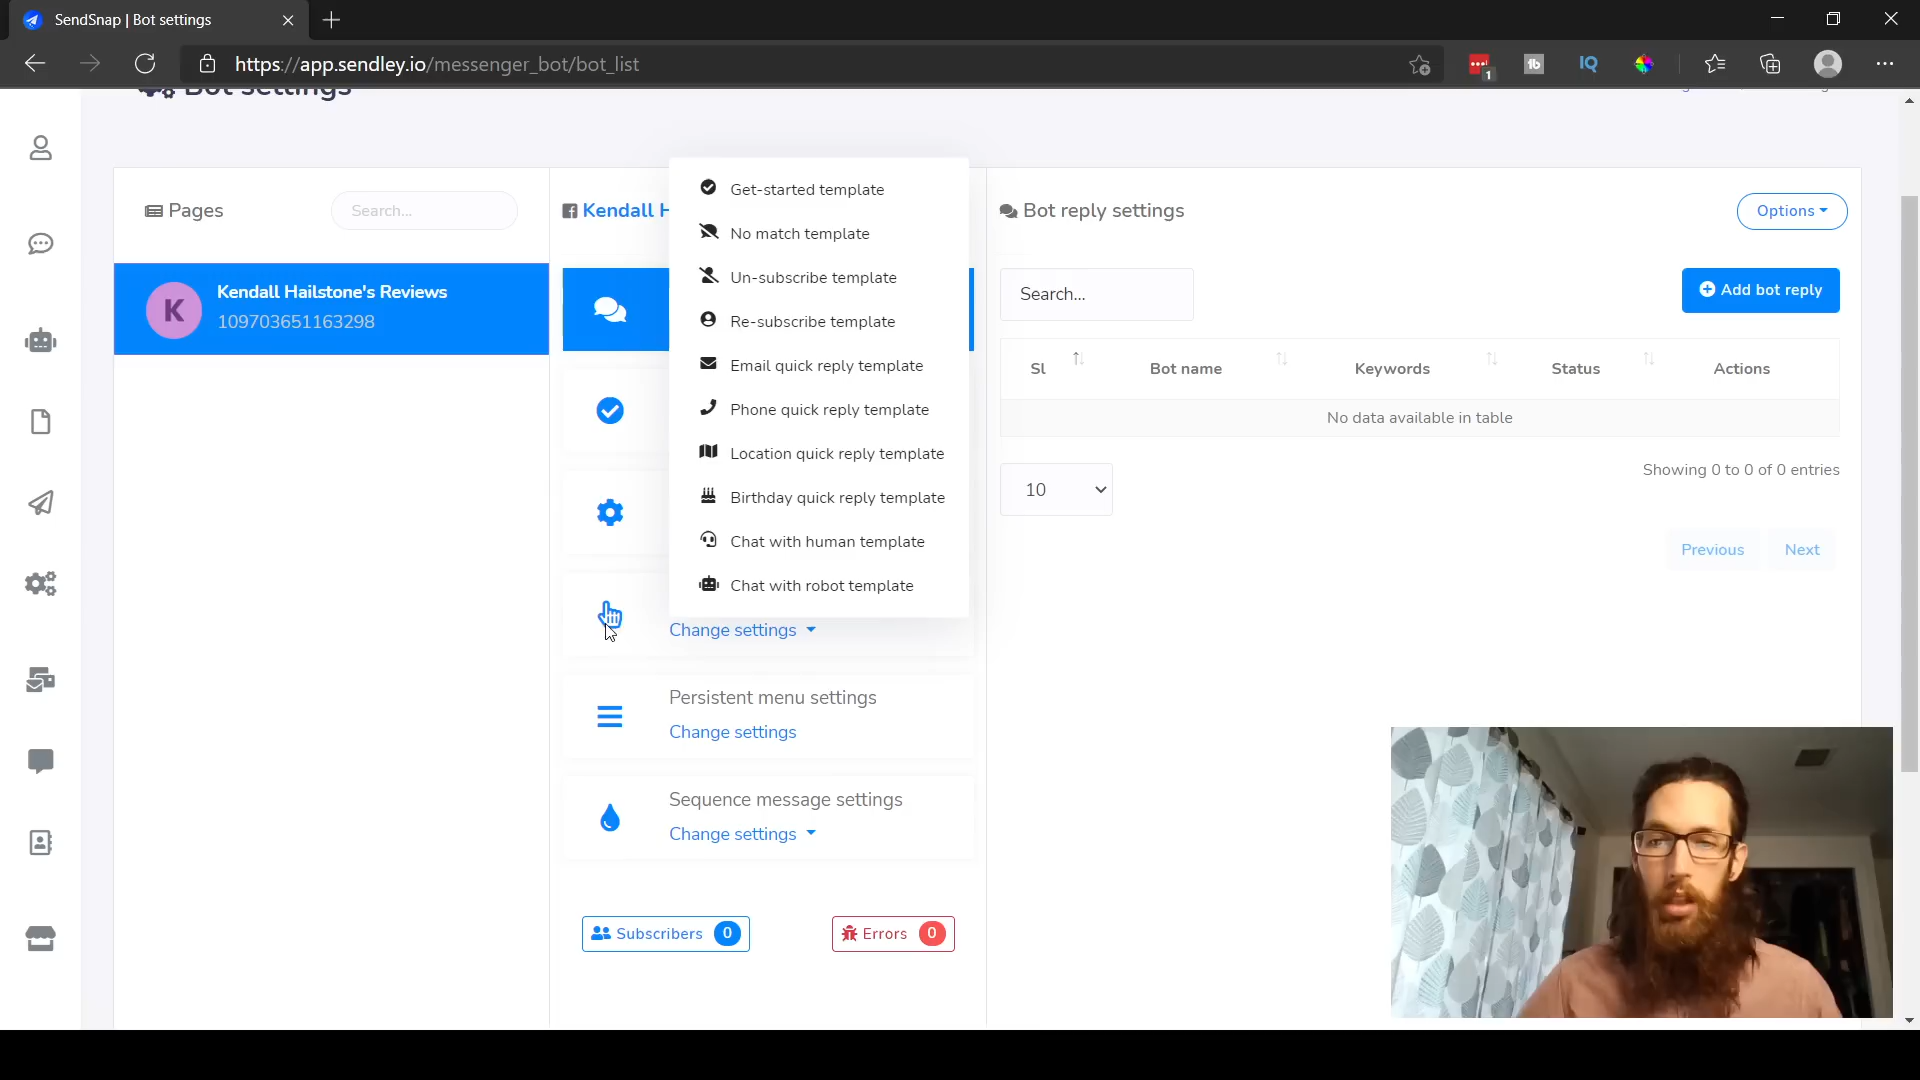 SendSnap | Bot settings
https://app.sendley.io/messenger_bot/bot_list
1
tb
IQ
Bot settings
Pages
Search...
Kendall H
Bot reply settings
Options
K
Kendall Hailstone's Reviews
109703651163298
Get-started template
No match template
Un-subscribe template
Re-subscribe template
Email quick reply template
Phone quick reply template
Location quick reply template
Birthday quick reply template
Chat with human template
Chat with robot template
Change settings
Persistent menu settings
Change settings
Sequence message settings
Change settings
Subscribers 0
Errors 0
Search...
Add bot reply
Sl Bot name Keywords Status Actions
No data available in table
Showing 0 to 0 of 0 entries
10
Previous Next